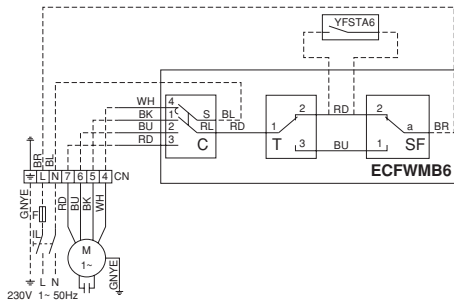 YFSTA6
WH 4 S BL
BK 1
BU 2 RL RD
RD 3 C
1 2 RD 2 a BR
T 3 BU 1 SF
ECFWMB6
BR BL
L N 7 6 5 4 CN
GNYE F RD BU BK WH
IL
M
1~
GNYE
L N
230V 1~ 50Hz